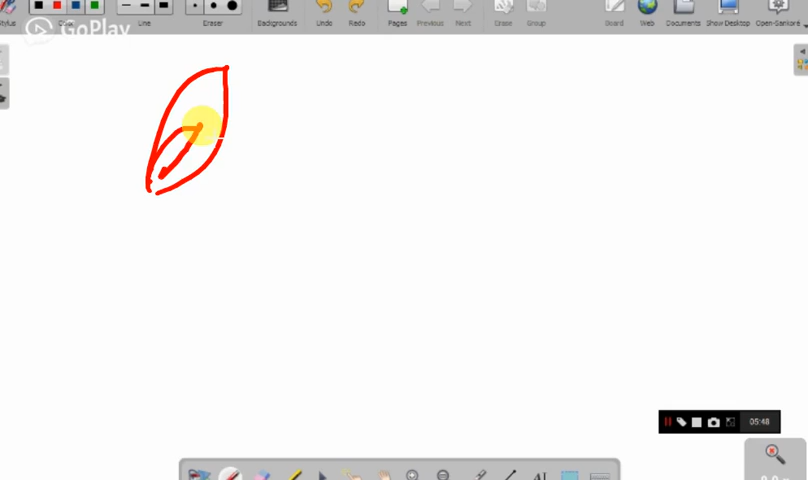 Stylus
Color
Line
Eraser
Backgrounds
Undo
Redo
Pages
Previous
Next
Erase
Group
Board
Web
Documents
Show Desktop
Open-Sankoré
GoPlay
05:48